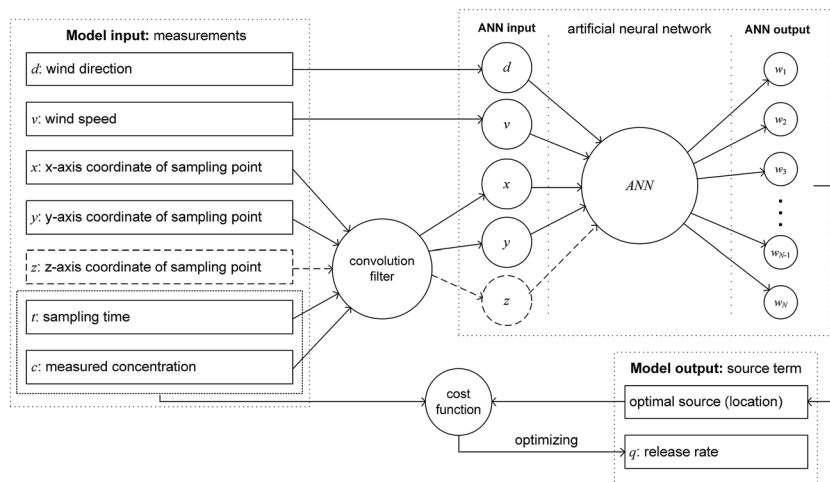 Model input: measurements
d: wind direction
v: wind speed
x: x-axis coordinate of sampling point
y: y-axis coordinate of sampling point
z: z-axis coordinate of sampling point
t: sampling time
c: measured concentration
convolution
filter
ANN input
artificial neural network
ANN output
d
v
x
y
z
ANN
w1
w2
w3
wN-1
wN
cost
function
optimizing
Model output: source term
optimal source (location)
q: release rate